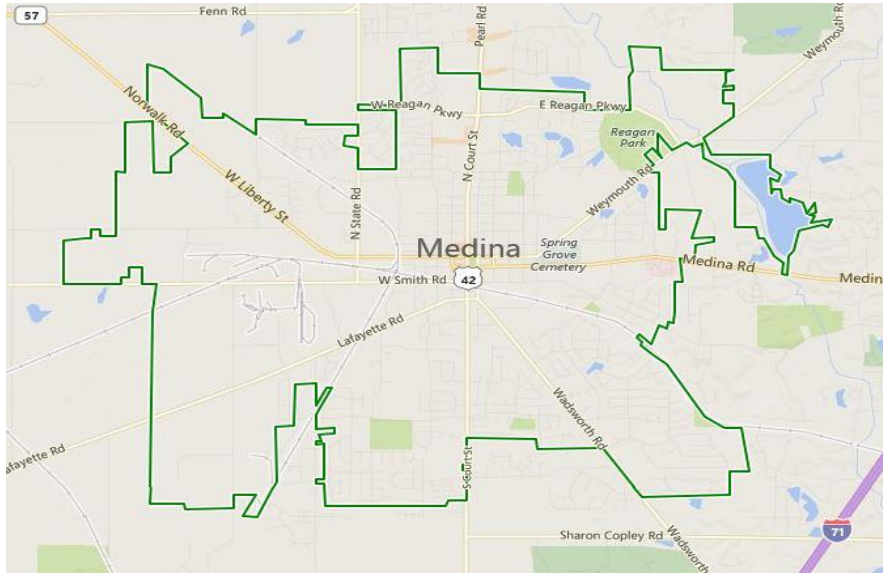 57
Fenn Rd
Pearl Rd
Weymouth Rd
Norwalk Rd
W Reagan Pkwy
E Reagan Pkwy
Reagan
Park
N Court St
W Liberty St
N State Rd
Weymouth Rd
Medina
Spring
Grove
Cemetery
Medina Rd
Medin
W Smith Rd
42
Lafayette Rd
Wadsworth Rd
afayette Rd
S Court St
Sharon Copley Rd
Wadsworth
71